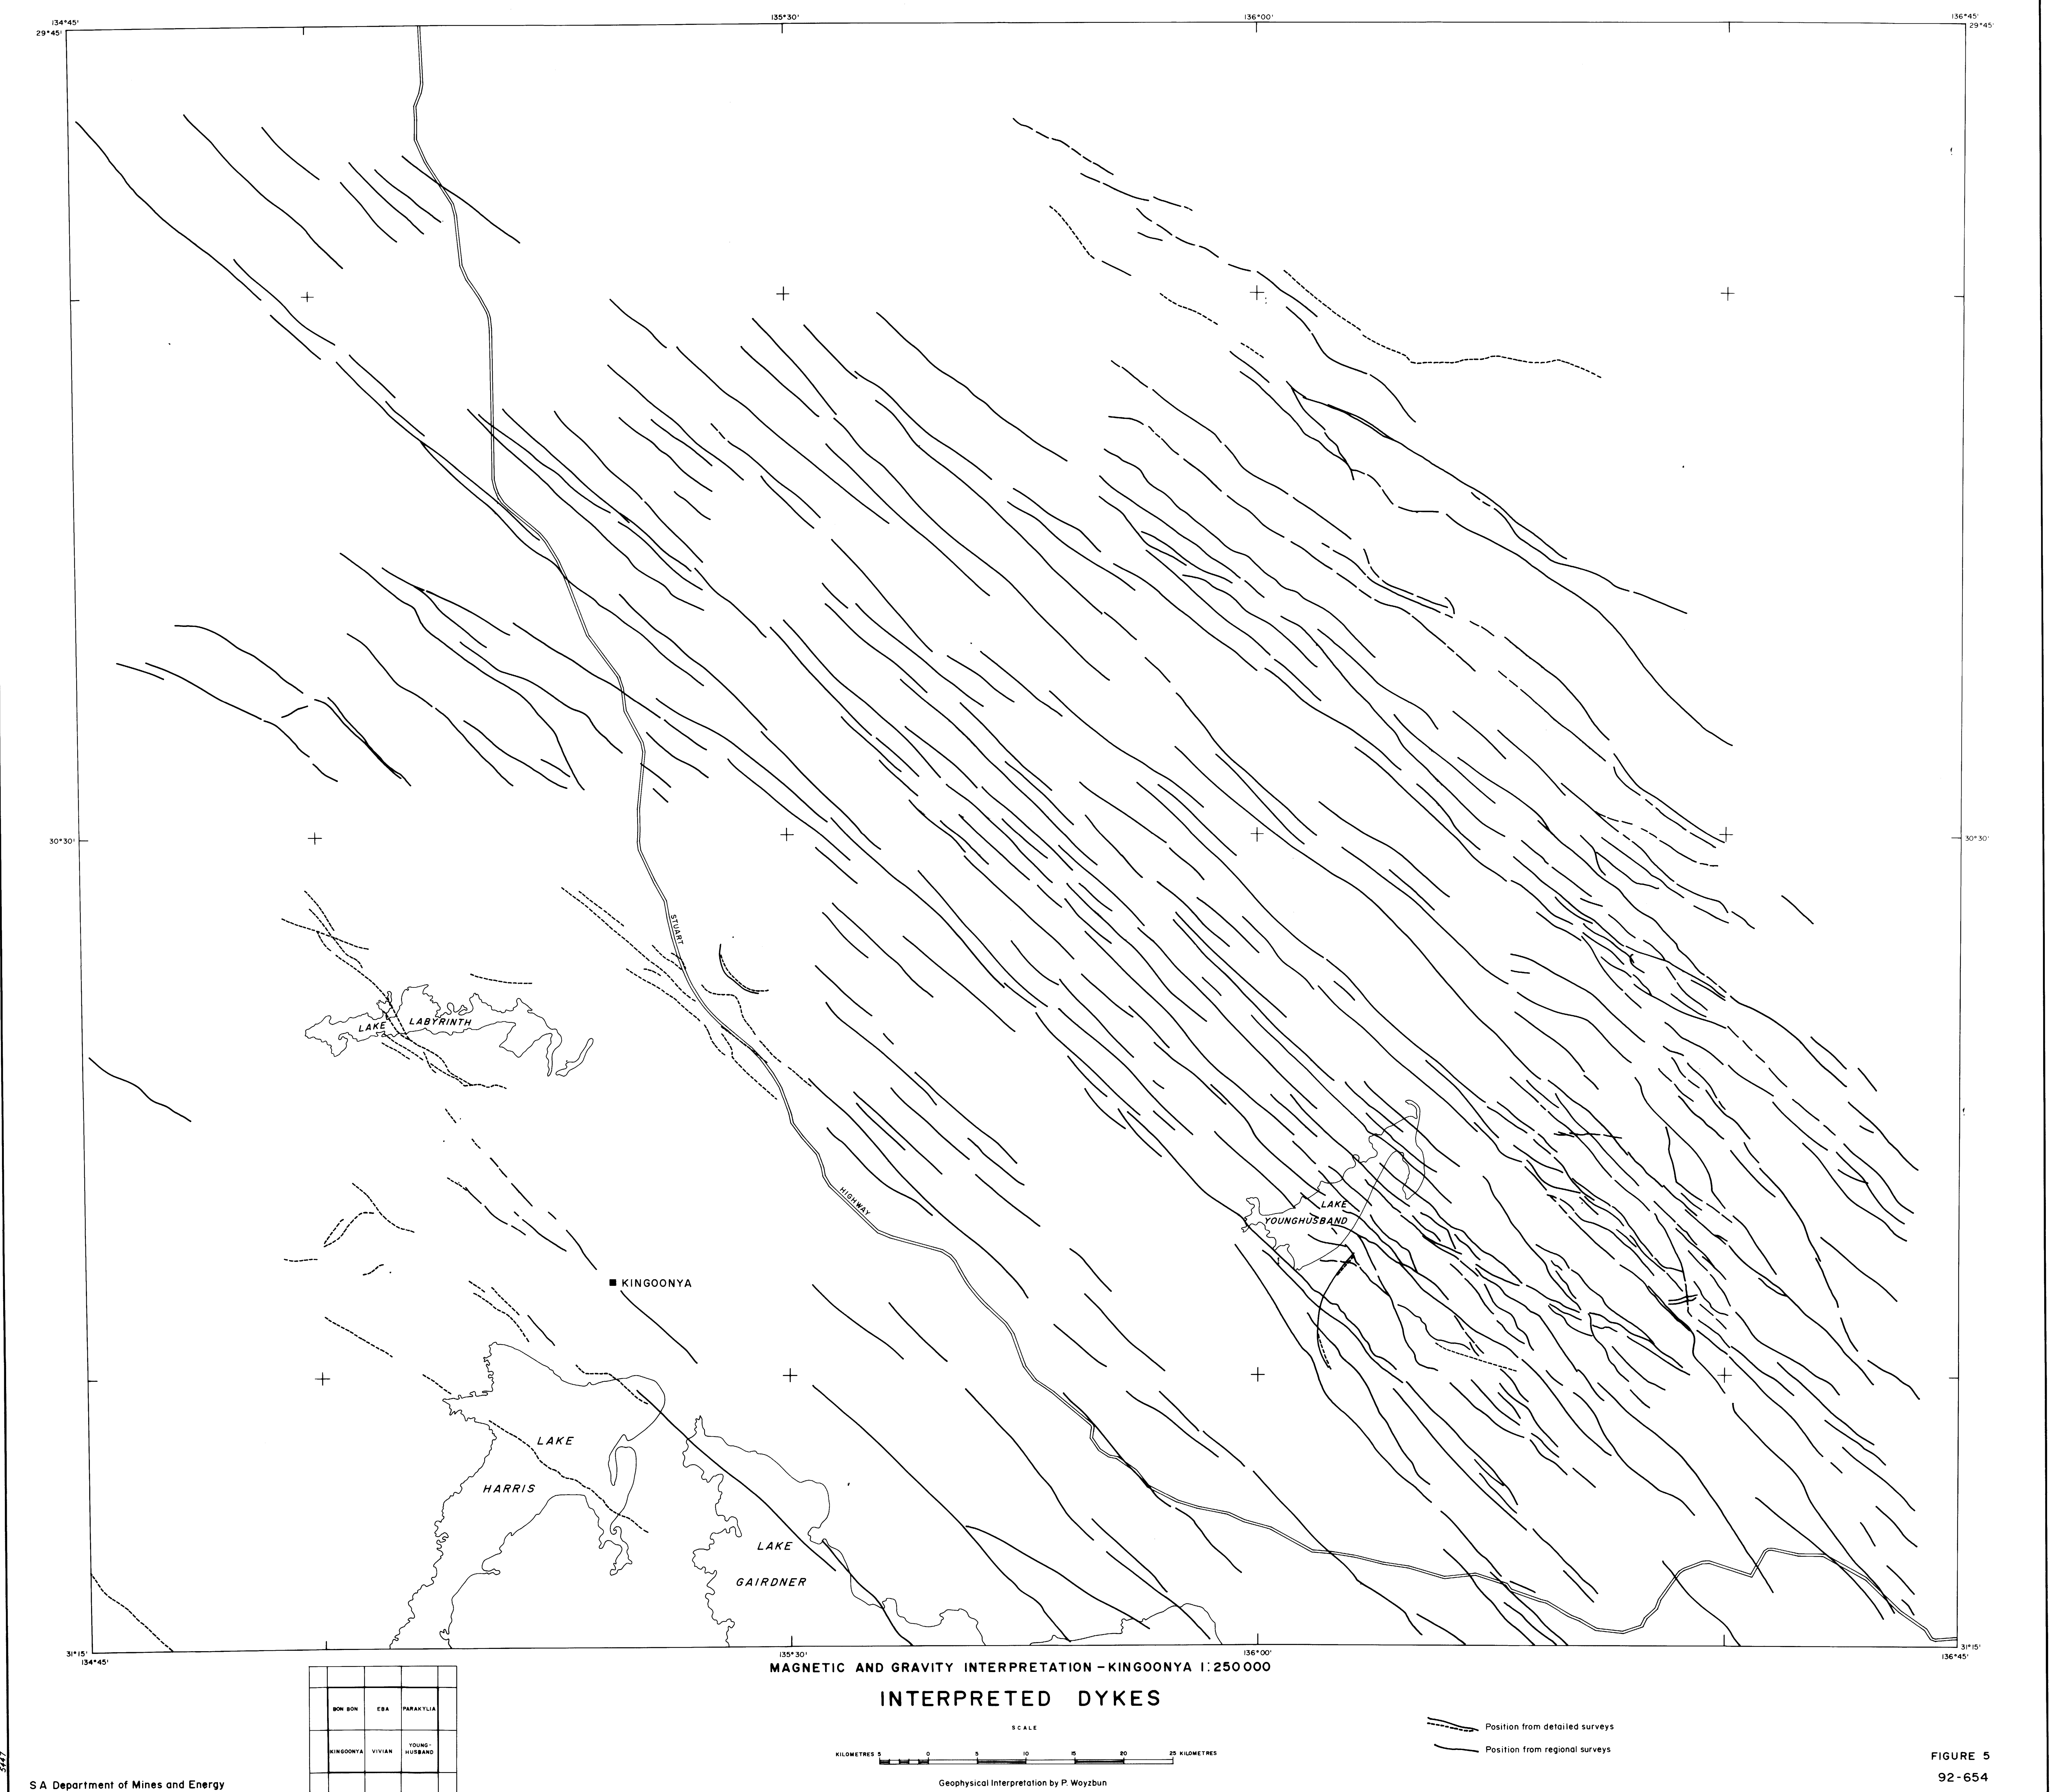 134°45'
135°30'
136°00'
136°45'
29°45'
29°45'
30°30'
30°30'
STUART
LAKE LABYRINTH
HIGHWAY
LAKE
YOUNGHUSBAND
KINGOONYA
LAKE
HARRIS
LAKE
GAIRDNER
31°15'
31°15'
134°45'
135°30'
136°00'
136°45'
MAGNETIC AND GRAVITY INTERPRETATION – KINGOONYA 1:250000
INTERPRETED DYKES
SCALE
KILOMETRES 5 0 5 10 15 20 25 KILOMETRES
Geophysical Interpretation by P. Woyzbun
BON BON
EBA
PARAKYLIA
KINGOONYA
VIVIAN
YOUNG-
HUSBAND
Position from detailed surveys
Position from regional surveys
FIGURE 5
92-654
S A Department of Mines and Energy